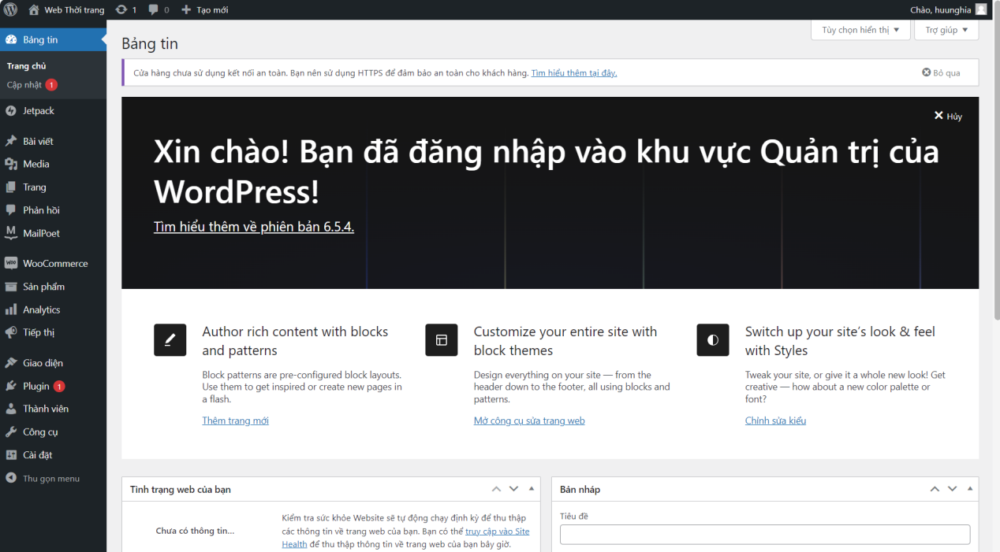 Web Thời trang
1
0
Tạo mới
Chào, huunghia
Bảng tin
Trang chủ
Cập nhật 1
Jetpack
Bài viết
Media
Trang
Phản hồi
MailPoet
WooCommerce
Sản phẩm
Analytics
Tiếp thị
Giao diện
Plugin 1
Thành viên
Công cụ
Cài đặt
Thu gọn menu
Tùy chọn hiển thị
Trợ giúp
Bảng tin
Cửa hàng chưa sử dụng kết nối an toàn. Bạn nên sử dụng HTTPS để đảm bảo an toàn cho khách hàng. Tìm hiểu thêm tại đây.
Bỏ qua
Hủy
Xin chào! Bạn đã đăng nhập vào khu vực Quản trị của
WordPress!
Tìm hiểu thêm về phiên bản 6.5.4.
Author rich content with blocks
and patterns
Block patterns are pre-configured block layouts.
Use them to get inspired or create new pages in
a flash.
Thêm trang mới
Customize your entire site with
block themes
Design everything on your site — from the
header down to the footer, all using blocks and
patterns.
Mở công cụ sửa trang web
Switch up your site’s look & feel
with Styles
Tweak your site, or give it a whole new look! Get
creative — how about a new color palette or
font?
Chỉnh sửa kiểu
Tình trạng web của bạn
Chưa có thông tin...
Kiểm tra sức khỏe Website sẽ tự động chạy định kỳ để thu thập
các thông tin về trang web của bạn. Bạn có thể truy cập vào Site
Health để thu thập thông tin về trang web của bạn bây giờ.
Bản nháp
Tiêu đề